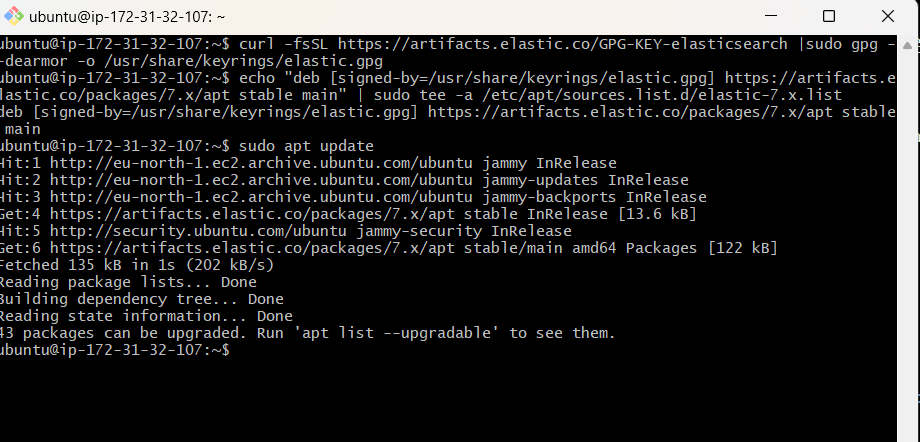 ubuntu@ip-172-31-32-107: ~
ubuntu@ip-172-31-32-107:~$ curl -fsSL https://artifacts.elastic.co/GPG-KEY-elasticsearch |sudo gpg -
-dearmor -o /usr/share/keyrings/elastic.gpg
ubuntu@ip-172-31-32-107:~$ echo "deb [signed-by=/usr/share/keyrings/elastic.gpg] https://artifacts.e
lastic.co/packages/7.x/apt stable main" | sudo tee -a /etc/apt/sources.list.d/elastic-7.x.list
deb [signed-by=/usr/share/keyrings/elastic.gpg] https://artifacts.elastic.co/packages/7.x/apt stable
 main
ubuntu@ip-172-31-32-107:~$ sudo apt update
Hit:1 http://eu-north-1.ec2.archive.ubuntu.com/ubuntu jammy InRelease
Hit:2 http://eu-north-1.ec2.archive.ubuntu.com/ubuntu jammy-updates InRelease
Hit:3 http://eu-north-1.ec2.archive.ubuntu.com/ubuntu jammy-backports InRelease
Get:4 https://artifacts.elastic.co/packages/7.x/apt stable InRelease [13.6 kB]
Hit:5 http://security.ubuntu.com/ubuntu jammy-security InRelease
Get:6 https://artifacts.elastic.co/packages/7.x/apt stable/main amd64 Packages [122 kB]
Fetched 135 kB in 1s (202 kB/s)
Reading package lists... Done
Building dependency tree... Done
Reading state information... Done
43 packages can be upgraded. Run 'apt list --upgradable' to see them.
ubuntu@ip-172-31-32-107:~$